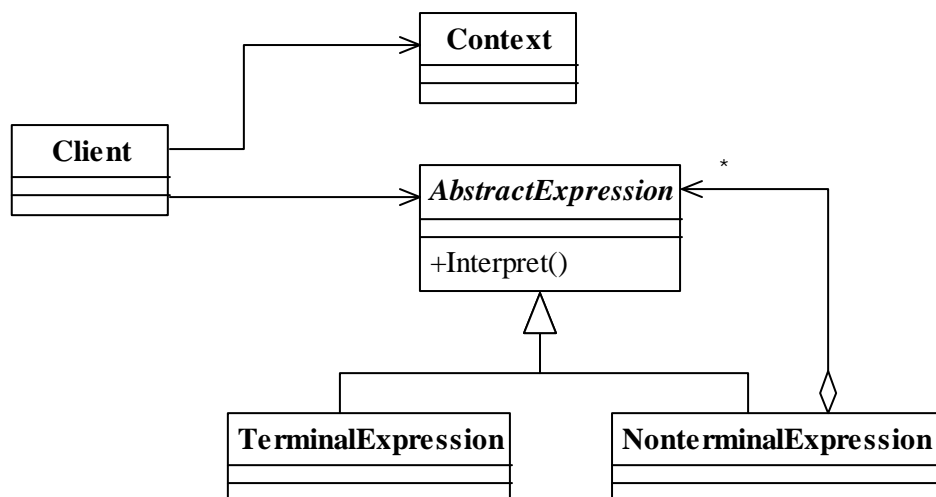 Context
Client
AbstractExpression
*
+Interpret()
TerminalExpression
NonterminalExpression